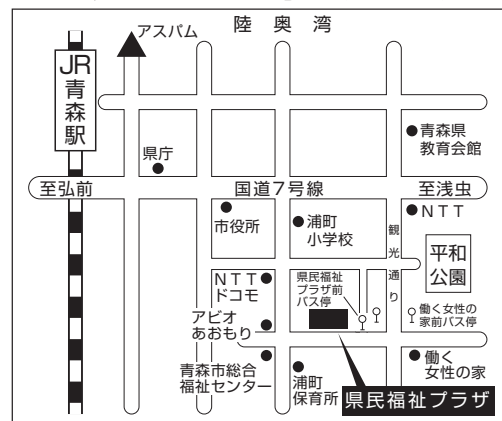 陸奥湾
アスパム
JR青森駅
青森県
教育会館
県庁
至弘前
国道7号線
至浅虫
市役所
浦町
小学校
NTT
観光通り
平和
公園
NTT
ドコモ
県民福祉
プラザ前
バス停
アピオ
あおもり
働く女性の
家前バス停
青森市総合
福祉センター
浦町
保育所
働く
女性の家
県民福祉プラザ